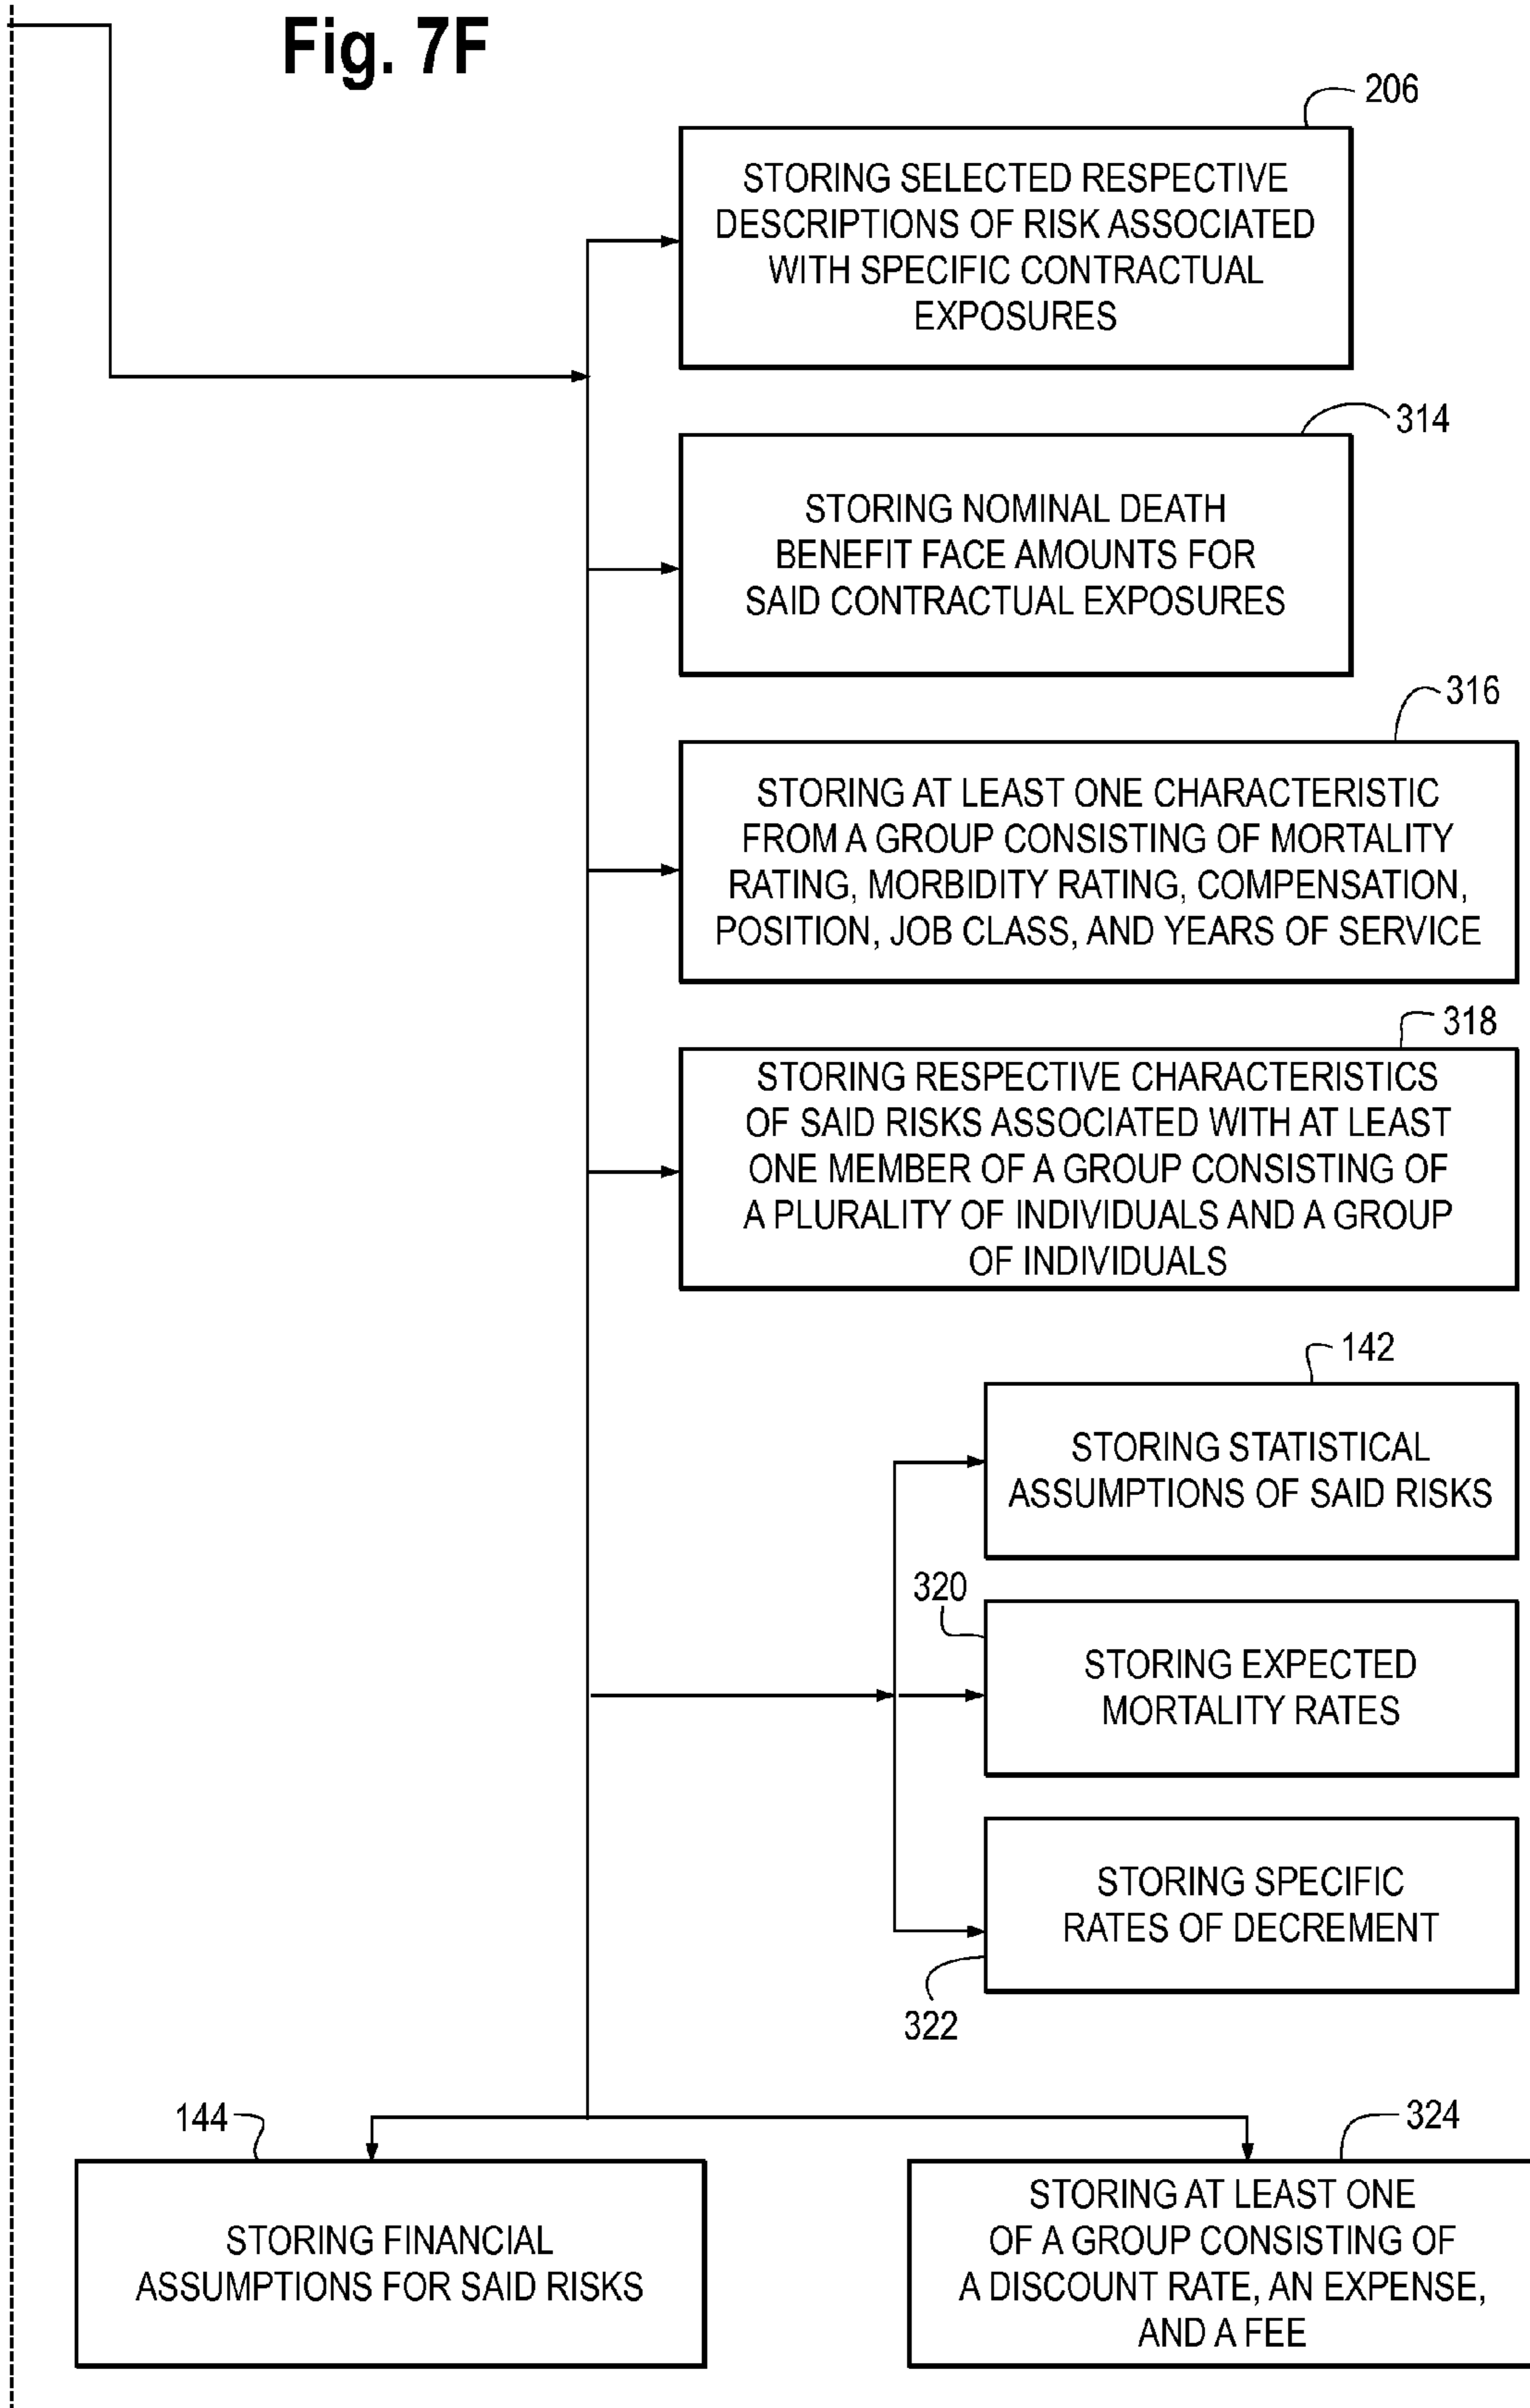 Fig. 7F
206
STORING SELECTED RESPECTIVE
DESCRIPTIONS OF RISK ASSOCIATED
WITH SPECIFIC CONTRACTUAL
EXPOSURES
314
STORING NOMINAL DEATH
BENEFIT FACE AMOUNTS FOR
SAID CONTRACTUAL EXPOSURES
316
STORING AT LEAST ONE CHARACTERISTIC
FROM A GROUP CONSISTING OF MORTALITY
RATING, MORBIDITY RATING, COMPENSATION,
POSITION, JOB CLASS, AND YEARS OF SERVICE
318
STORING RESPECTIVE CHARACTERISTICS
OF SAID RISKS ASSOCIATED WITH AT LEAST
ONE MEMBER OF A GROUP CONSISTING OF
A PLURALITY OF INDIVIDUALS AND A GROUP
OF INDIVIDUALS
142
STORING STATISTICAL
ASSUMPTIONS OF SAID RISKS
320
STORING EXPECTED
MORTALITY RATES
STORING SPECIFIC
RATES OF DECREMENT
322
144
STORING FINANCIAL
ASSUMPTIONS FOR SAID RISKS
324
STORING AT LEAST ONE
OF A GROUP CONSISTING OF
A DISCOUNT RATE, AN EXPENSE,
AND A FEE